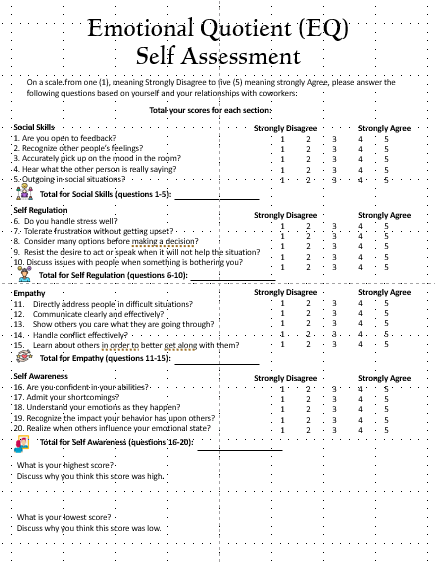 Emotional Quotient (EQ)
Self Assessment
On a scale from one (1), meaning Strongly Disagree to five (5) meaning strongly Agree, please answer the
following questions based on yourself and your relationships with coworkers:
Total your scores for each section:
Social Skills Strongly Disagree Strongly Agree
1. Are you open to feedback? 1 2 3 4 5
2. Recognize other people's feelings? 1 2 3 4 5
3. Accurately pick up on the mood in the room? 1 2 3 4 5
4. Hear what the other person is really saying? 1 2 3 4 5
5. Outgoing in social situations? 1 2 3 4 5
Total for Social Skills (questions 1-5):
Self Regulation Strongly Disagree Strongly Agree
6. Do you handle stress well? 1 2 3 4 5
7. Tolerate frustration without getting upset? 1 2 3 4 5
8. Consider many options before making a decision? 1 2 3 4 5
9. Resist the desire to act or speak when it will not help the situation? 1 2 3 4 5
10. Discuss issues with people when something is bothering you? 1 2 3 4 5
Total for Self Regulation (questions 6-10):
Empathy Strongly Disagree Strongly Agree
11. Directly address people in difficult situations? 1 2 3 4 5
12. Communicate clearly and effectively? 1 2 3 4 5
13. Show others you care what they are going through? 1 2 3 4 5
14. Handle conflict effectively? 1 2 3 4 5
15. Learn about others in order to better get along with them? 1 2 3 4 5
Total for Empathy (questions 11-15):
Self Awareness Strongly Disagree Strongly Agree
16. Are you confident in your abilities? 1 2 3 4 5
17. Admit your shortcomings? 1 2 3 4 5
18. Understand your emotions as they happen? 1 2 3 4 5
19. Recognize the impact your behavior has upon others? 1 2 3 4 5
20. Realize when others influence your emotional state? 1 2 3 4 5
Total for Self Awareness (questions 16-20):
What is your highest score?
Discuss why you think this score was high.
What is your lowest score?
Discuss why you think this score was low.